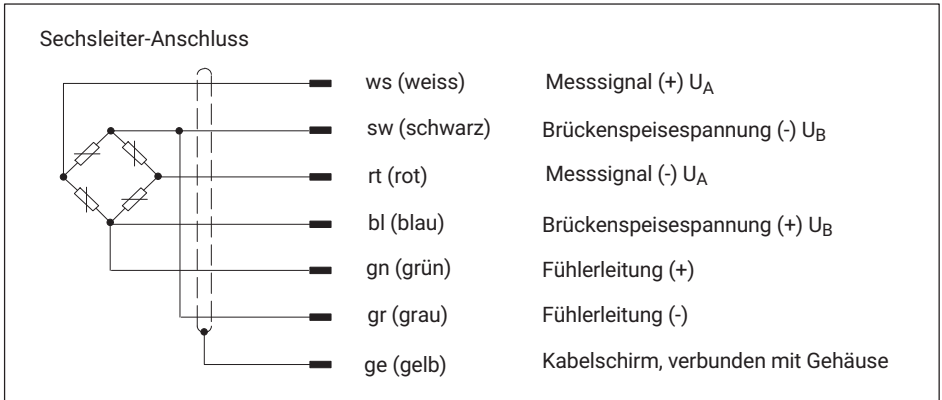 Sechsleiter-Anschluss
ws (weiss) Messsignal (+) UA
sw (schwarz) Brückenspeisespannung (-) UB
rt (rot) Messsignal (-) UA
bl (blau) Brückenspeisespannung (+) UB
gn (grün) Fühlerleitung (+)
gr (grau) Fühlerleitung (-)
ge (gelb) Kabelschirm, verbunden mit Gehäuse